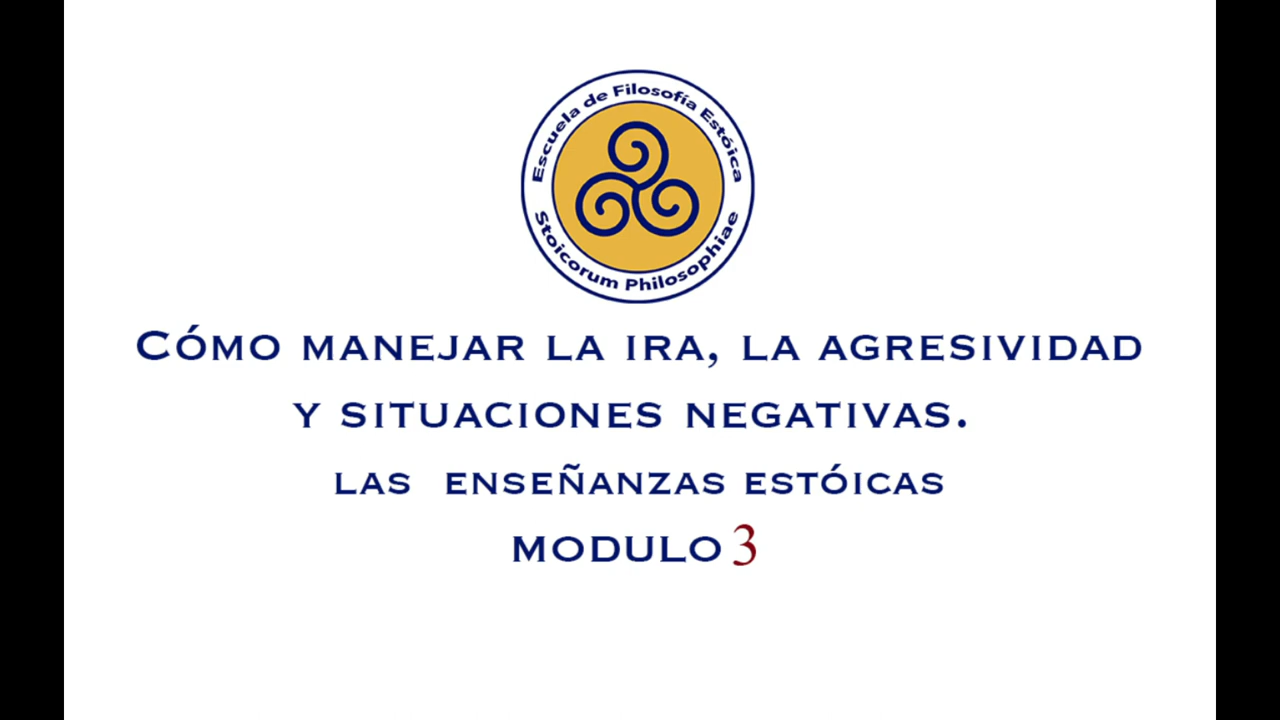 Escuela de Filosofía Estóica
Stoicorum Philosophiae
CÓMO MANEJAR LA IRA, LA AGRESIVIDAD
Y SITUACIONES NEGATIVAS.
LAS ENSEÑANZAS ESTÓICAS
MODULO 3